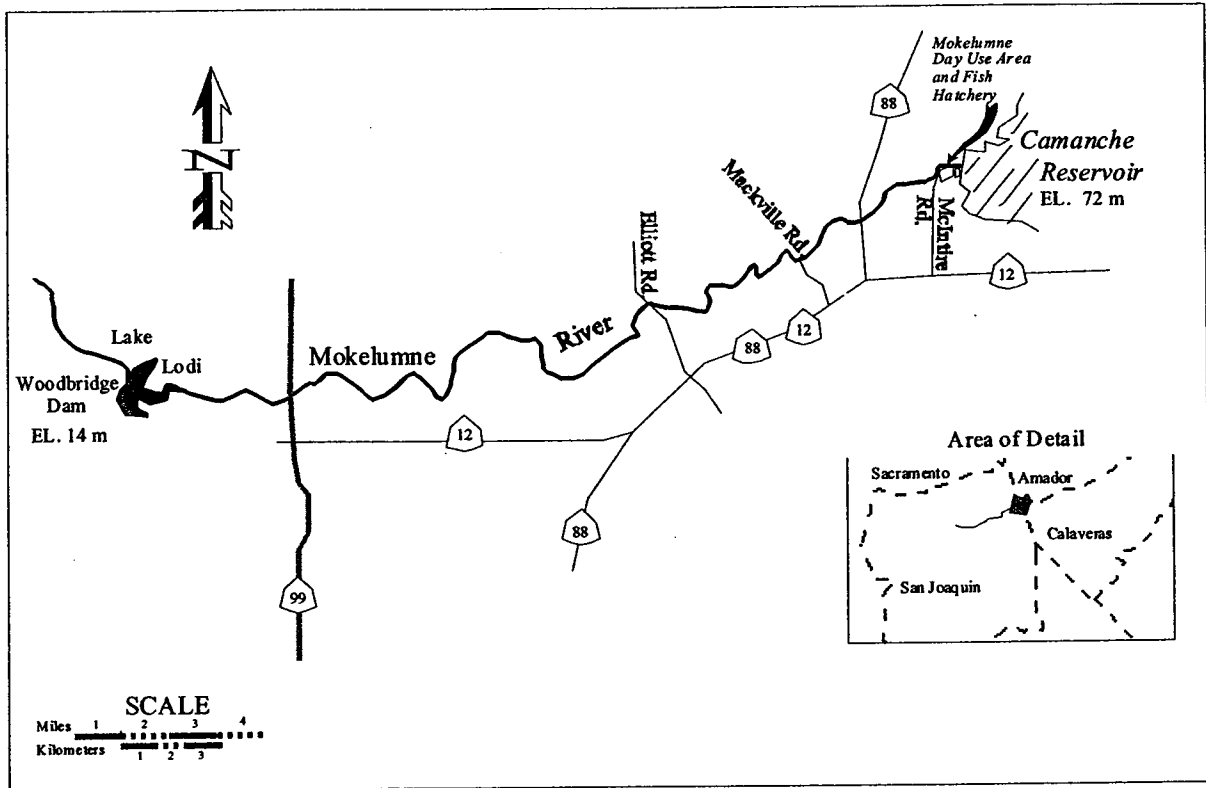 Mokelumne
Day Use Area
and Fish
Hatchery
88
Camanche
Reservoir
EL. 72 m
N
Mackville Rd.
McIntire
Rd.
Elliott Rd.
12
Lake
Lodi
Mokelumne
River
88
12
Woodbridge
Dam
EL. 14 m
12
88
99
Area of Detail
Sacramento
Amador
Calaveras
San Joaquin
SCALE
Miles 1 2 3 4
Kilometers
1 2 3